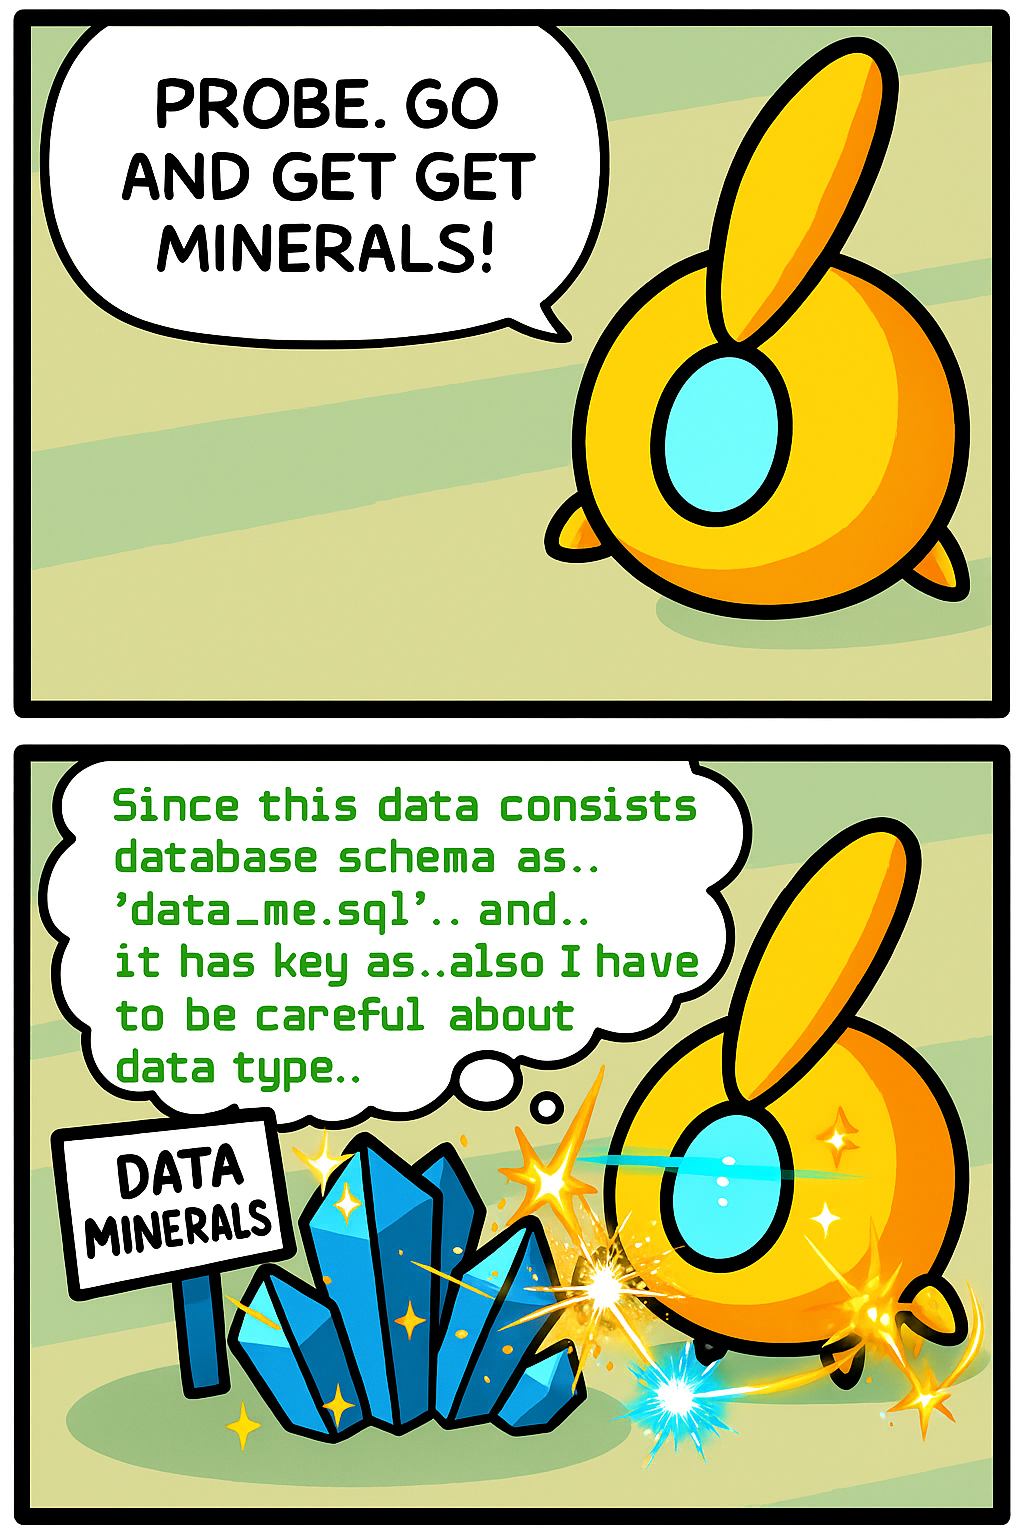 PROBE. GO
AND GET GET
MINERALS!
Since this data consists
database schema as..
’data_me.sql’.. and..
it has key as..also I have
to be careful about
data type..
DATA
MINERALS